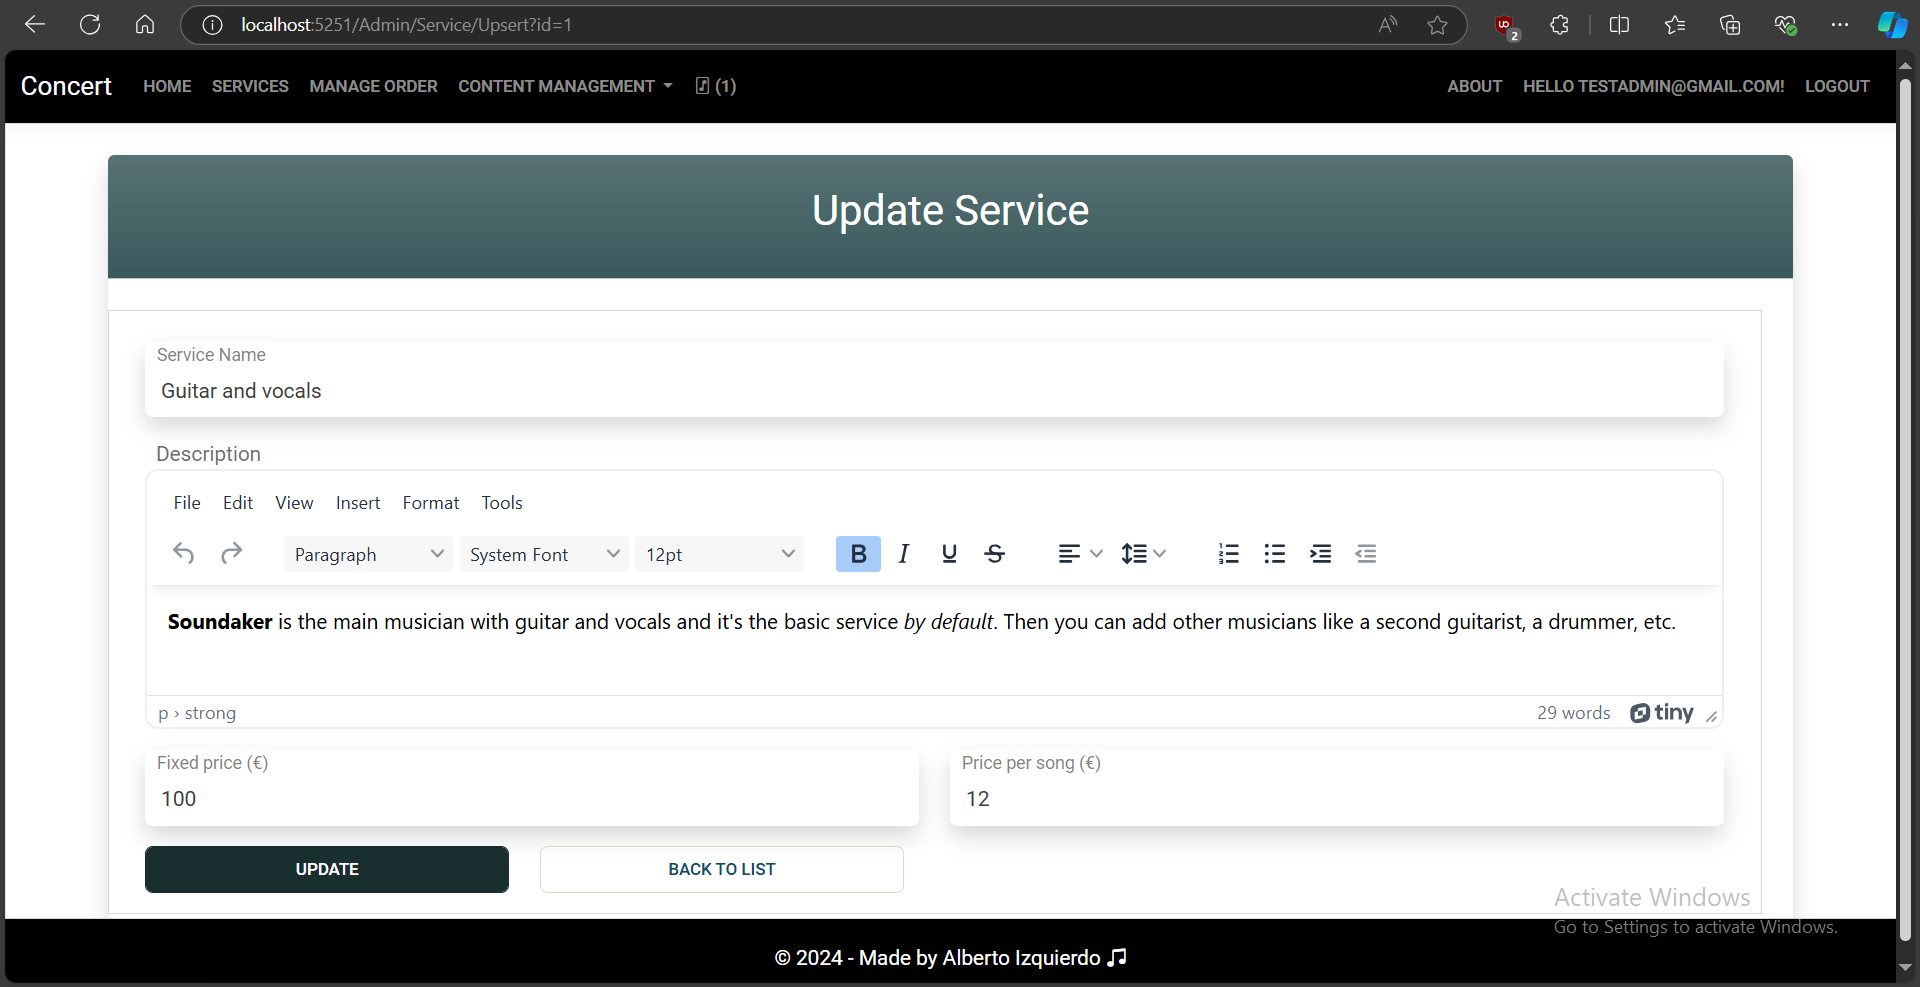 localhost:5251/Admin/Service/Upsert?id=1
2
Concert HOME SERVICES MANAGE ORDER CONTENT MANAGEMENT (1) ABOUT HELLO TESTADMIN@GMAIL.COM! LOGOUT
Update Service
Service Name
Guitar and vocals
Description
File Edit View Insert Format Tools
Paragraph System Font 12pt B I U S
Soundaker is the main musician with guitar and vocals and it's the basic service by default. Then you can add other musicians like a second guitarist, a drummer, etc.
p › strong 29 words tiny
Fixed price (€) Price per song (€)
100 12
UPDATE BACK TO LIST
Activate Windows
Go to Settings to activate Windows.
© 2024 - Made by Alberto Izquierdo